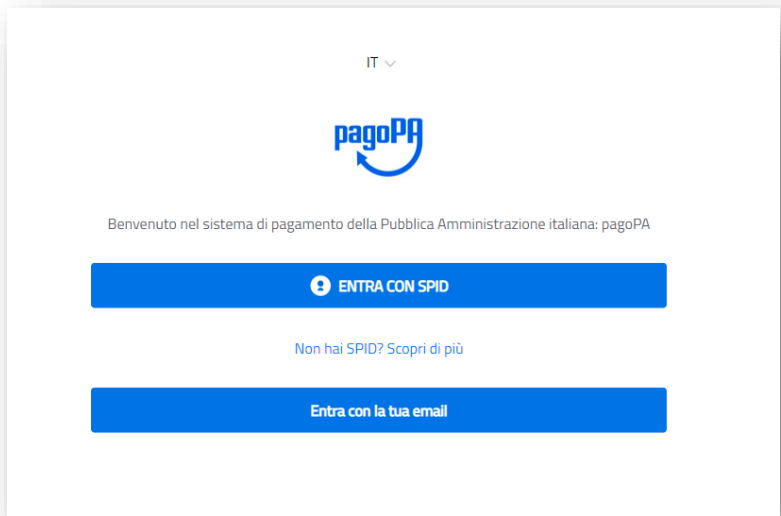 IT
pagoPA
Benvenuto nel sistema di pagamento della Pubblica Amministrazione italiana: pagoPA
ENTRA CON SPID
Non hai SPID? Scopri di più
Entra con la tua email